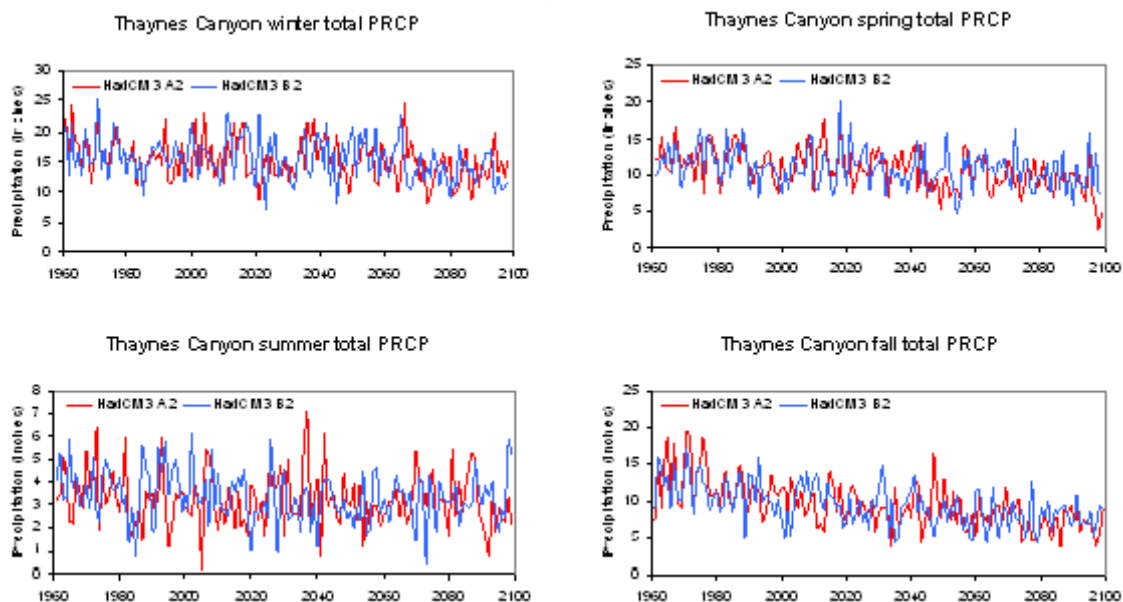 Thaynes Canyon winter total PRCP
Precipitation (Inches)
30
25
20
15
10
5
0
HadCM3 A2
HadCM3 B2
1960 1980 2000 2020 2040 2060 2080 2100
Thaynes Canyon spring total PRCP
Precipitation (Inches)
25
20
15
10
5
0
HadCM3 A2
HadCM3 B2
1960 1980 2000 2020 2040 2060 2080 2100
Thaynes Canyon summer total PRCP
Precipitation (Inches)
8
7
6
5
4
3
2
1
0
HadCM3 A2
HadCM3 B2
1960 1980 2000 2020 2040 2060 2080 2100
Thaynes Canyon fall total PRCP
Precipitation (Inches)
25
20
15
10
5
0
HadCM3 A2
HadCM3 B2
1960 1980 2000 2020 2040 2060 2080 2100